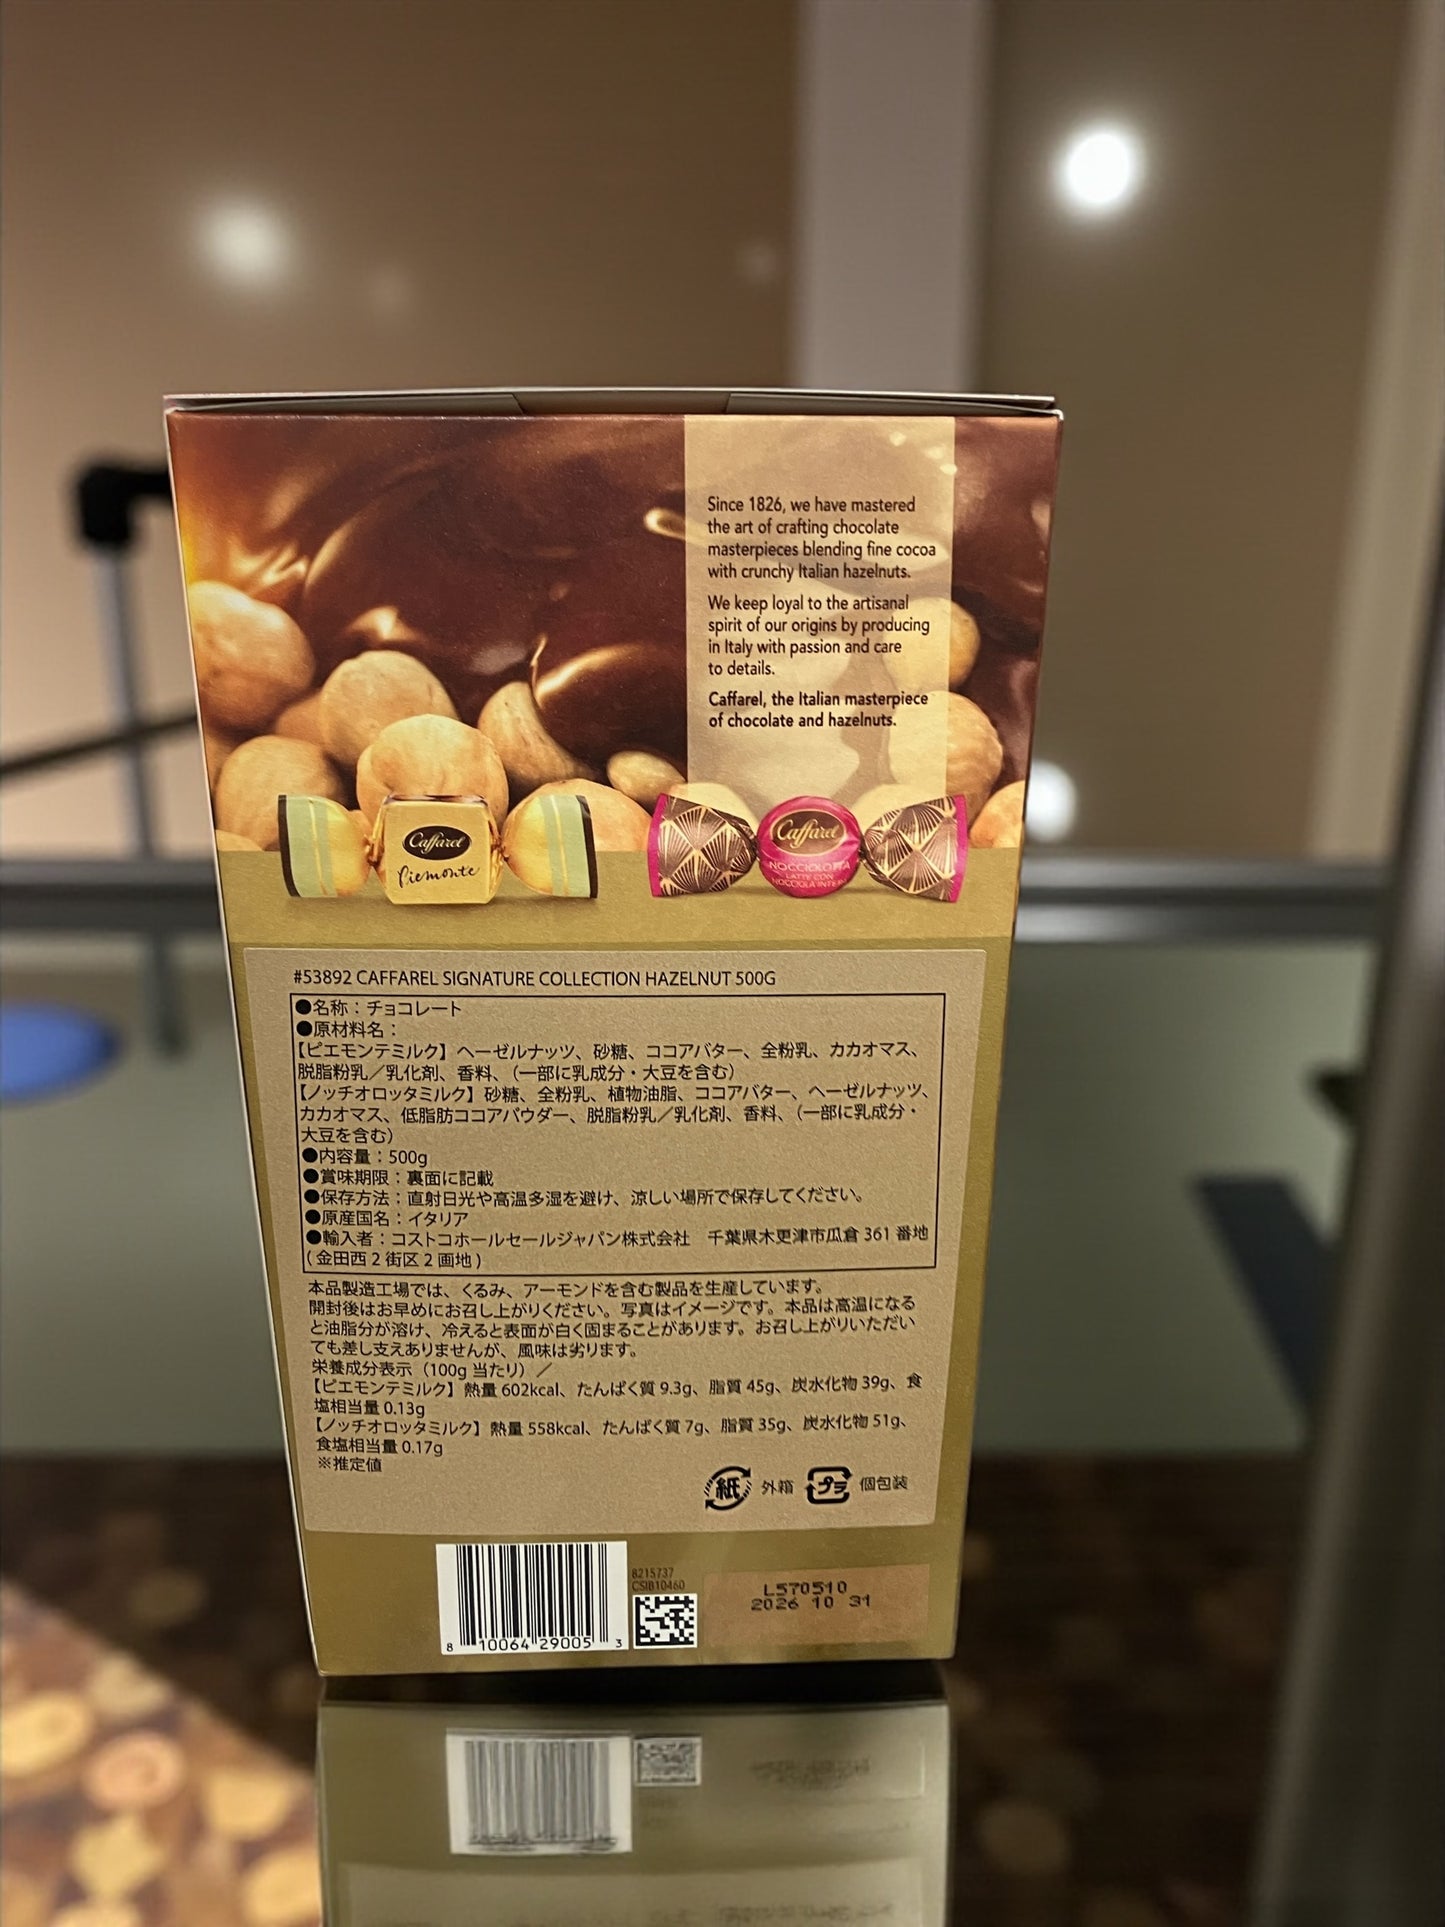 Since 1826, we have mastered
the art of crafting chocolate
masterpieces blending fine cocoa
with crunchy Italian hazelnuts.
We keep loyal to the artisanal
spirit of our origins by producing
in Italy with passion and care
to details.
Caffarel, the Italian masterpiece
of chocolate and hazelnuts.
Caffarel
Piemonte
Caffarel
NOCCIOLOTTA
LATTE CON
NOCCIOLA INTERA
#53892 CAFFAREL SIGNATURE COLLECTION HAZELNUT 500G
●名称：チョコレート
●原材料名：
【ピエモンテミルク】ヘーゼルナッツ、砂糖、ココアバター、全粉乳、カカオマス、
脱脂粉乳／乳化剤、香料、（一部に乳成分・大豆を含む）
【ノッチオロッタミルク】砂糖、全粉乳、植物油脂、ココアバター、ヘーゼルナッツ、
カカオマス、低脂肪ココアパウダー、脱脂粉乳／乳化剤、香料、（一部に乳成分・
大豆を含む）
●内容量：500g
●賞味期限：裏面に記載
●保存方法：直射日光や高温多湿を避け、涼しい場所で保存してください。
●原産国名：イタリア
●輸入者：コストコホールセールジャパン株式会社　千葉県木更津市瓜倉 361 番地
(金田西 2 街区 2 画地)
本品製造工場では、くるみ、アーモンドを含む製品を生産しています。
開封後はお早めにお召し上がりください。写真はイメージです。本品は高温になる
と油脂分が溶け、冷えると表面が白く固まることがあります。お召し上がりいただい
ても差し支えありませんが、風味は劣ります。
栄養成分表示（100g 当たり）／
【ピエモンテミルク】熱量 602kcal、たんぱく質 9.3g、脂質 45g、炭水化物 39g、食
塩相当量 0.13g
【ノッチオロッタミルク】熱量 558kcal、たんぱく質 7g、脂質 35g、炭水化物 51g、
食塩相当量 0.17g
※推定値
紙 外箱 プラ 個包装
8215737
CSIB10460
L570510
2026 10 31
8 10064 29005 3